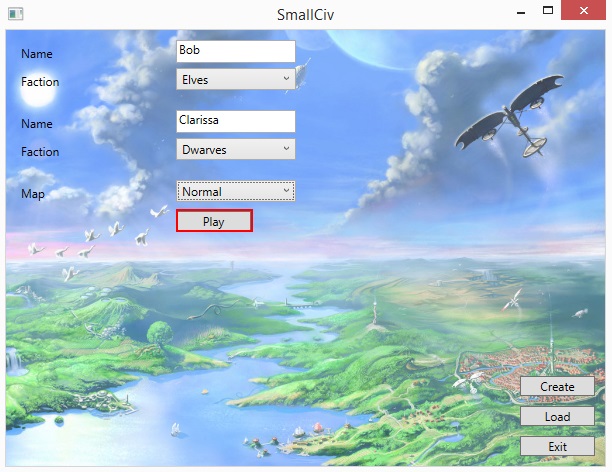 SmallCiv
Name Bob
Faction Elves
Name Clarissa
Faction Dwarves
Map Normal
Play
Create
Load
Exit